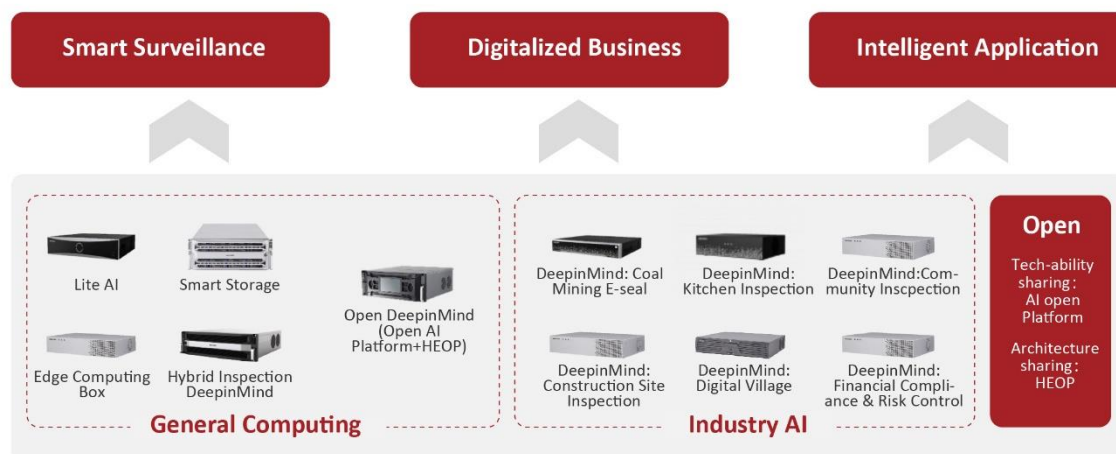 Smart Surveillance
Digitalized Business
Intelligent Application
Lite AI
Smart Storage
Open DeepinMind
(Open AI
Platform+HEOP)
Edge Computing
Box
Hybrid Inspection
DeepinMind
General Computing
DeepinMind: Coal
Mining E-seal
DeepinMind:
Kitchen Inspection
DeepinMind:Com-
munity Inscpection
DeepinMind:
Construction Site
Inspection
DeepinMind:
Digital Village
DeepinMind:
Financial Compli-
ance & Risk Control
Industry AI
Open
Tech-ability
sharing:
AI open
Platform
Architecture
sharing:
HEOP